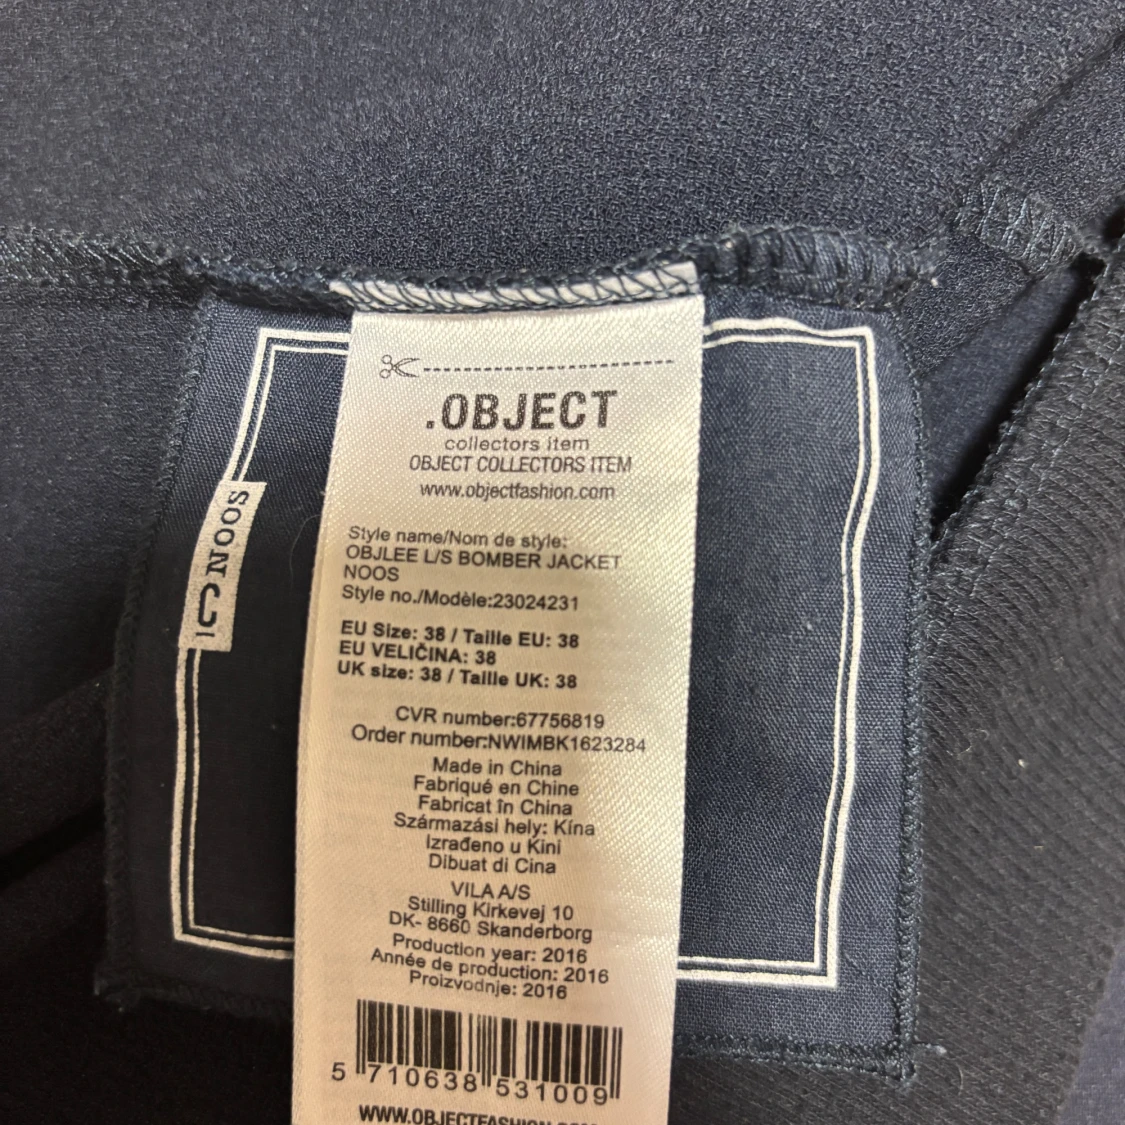 .OBJECT
collectors item
OBJECT COLLECTORS ITEM
www.objectfashion.com
Style name/Nom de style:
OBJLEE L/S BOMBER JACKET
NOOS
Style no./Modèle:23024231
EU Size: 38 / Taille EU: 38
EU VELIČINA: 38
UK size: 38 / Taille UK: 38
CVR number:67756819
Order number:NWIMBK1623284
Made in China
Fabriqué en Chine
Fabricat în China
Származási hely: Kína
Izrađeno u Kini
Dibuat di Cina
VILA A/S
Stilling Kirkevej 10
DK- 8660 Skanderborg
Production year: 2016
Année de production: 2016
Proizvodnje: 2016
5 710638 531009
WWW.OBJECTFASHION.COM
NOOS